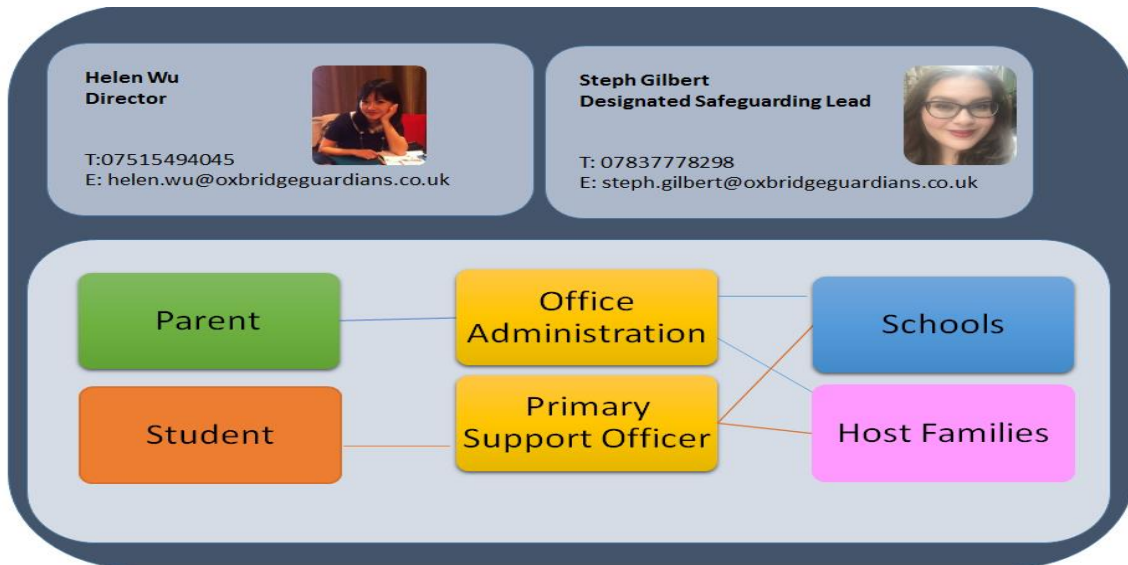 Helen Wu
Director
T:07515494045
E: helen.wu@oxbridgeguardians.co.uk
Steph Gilbert
Designated Safeguarding Lead
T: 07837778298
E: steph.gilbert@oxbridgeguardians.co.uk
Parent
Office
Administration
Schools
Student
Primary
Support Officer
Host Families